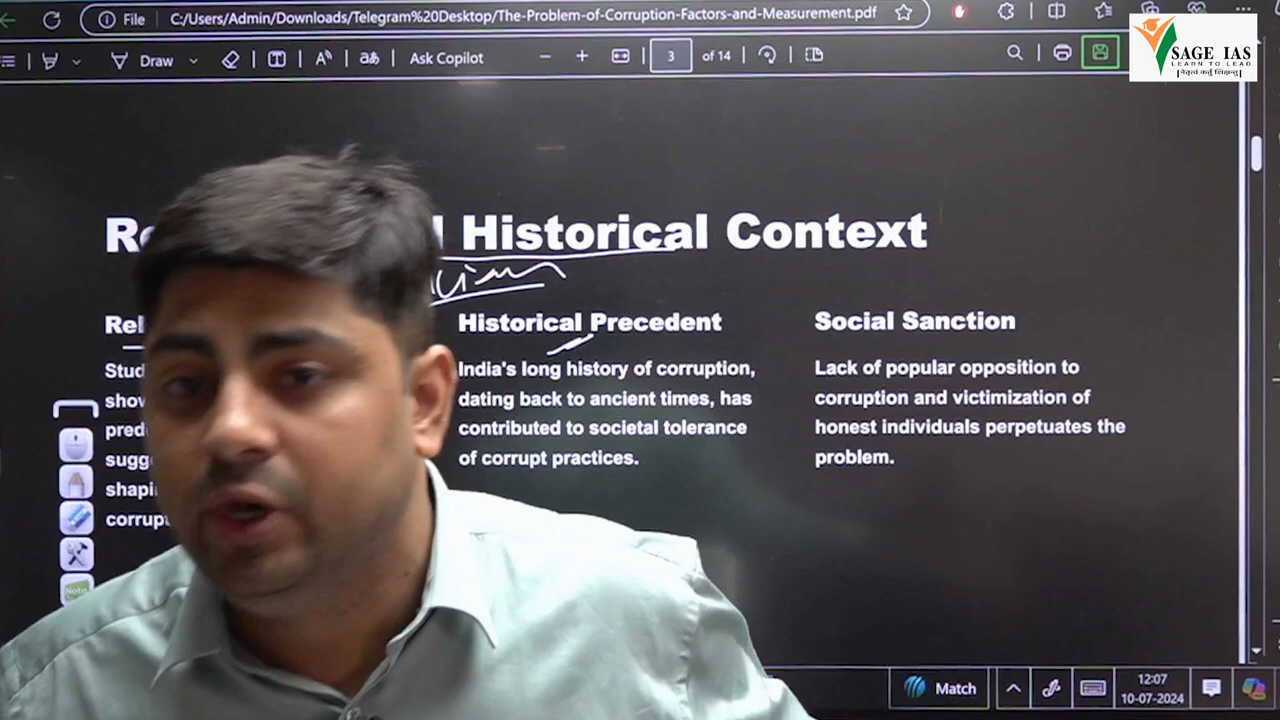 File C:/Users/Admin/Downloads/Telegram%20Desktop/The-Problem-of-Corruption-Factors-and-Measurement.pdf
Draw Ask Copilot 3 of 14
SAGE IAS
LEARN TO LEAD
Historical Context
Historical Precedent
India's long history of corruption,
dating back to ancient times, has
contributed to societal tolerance
of corrupt practices.
Social Sanction
Lack of popular opposition to
corruption and victimization of
honest individuals perpetuates the
problem.
Match
12:07
10-07-2024